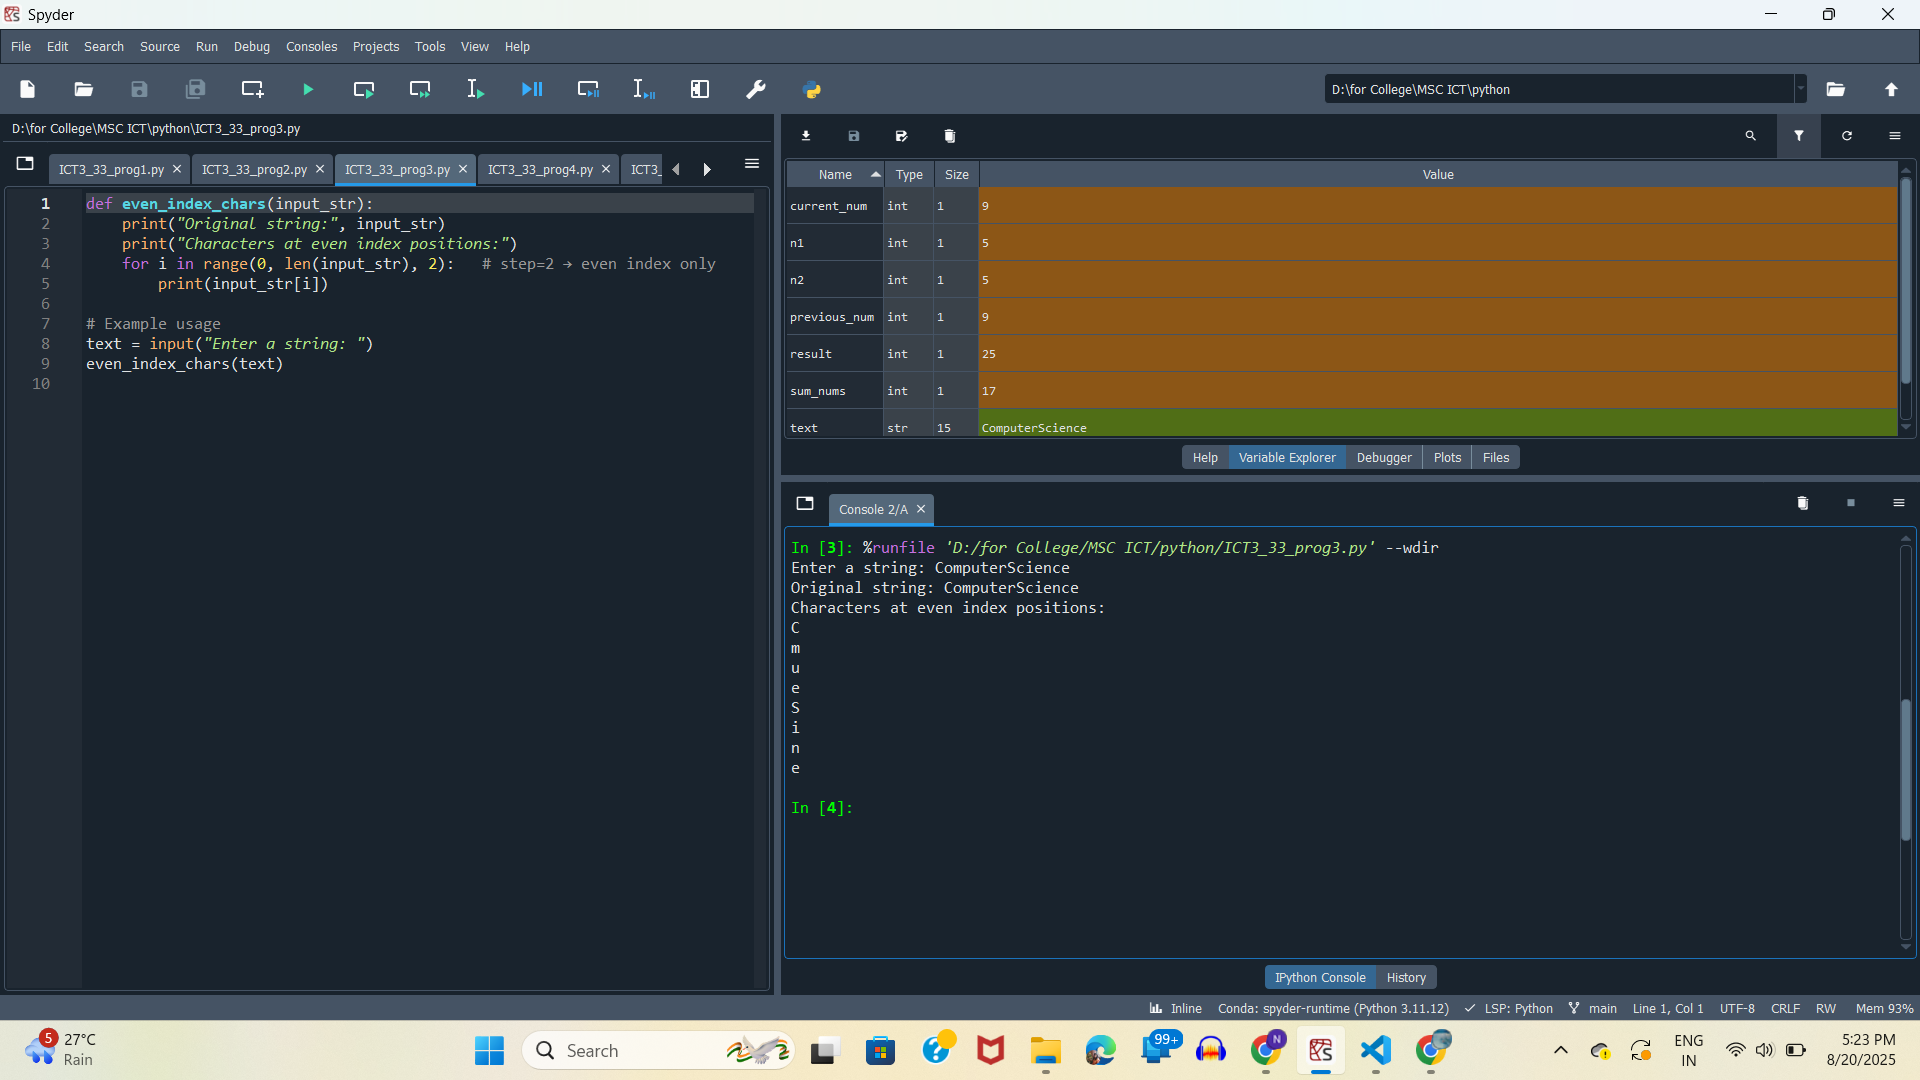 Spyder
File Edit Search Source Run Debug Consoles Projects Tools View Help
D:\for College\MSC ICT\python
D:\for College\MSC ICT\python\ICT3_33_prog3.py
ICT3_33_prog1.py ICT3_33_prog2.py ICT3_33_prog3.py ICT3_33_prog4.py ICT3_
1 def even_index_chars(input_str):
2     print("Original string:", input_str)
3     print("Characters at even index positions:")
4     for i in range(0, len(input_str), 2):   # step=2 → even index only
5         print(input_str[i])
6
7 # Example usage
8 text = input("Enter a string: ")
9 even_index_chars(text)
10
Name Type Size Value
current_num int 1 9
n1 int 1 5
n2 int 1 5
previous_num int 1 9
result int 1 25
sum_nums int 1 17
text str 15 ComputerScience
Help Variable Explorer Debugger Plots Files
Console 2/A
In [3]: %runfile 'D:/for College/MSC ICT/python/ICT3_33_prog3.py' --wdir
Enter a string: ComputerScience
Original string: ComputerScience
Characters at even index positions:
C
m
u
e
S
i
n
e
In [4]:
IPython Console History
Inline Conda: spyder-runtime (Python 3.11.12) LSP: Python main Line 1, Col 1 UTF-8 CRLF RW Mem 93%
5
27°C
Rain
Search
99+
N
ENG
IN
5:23 PM
8/20/2025